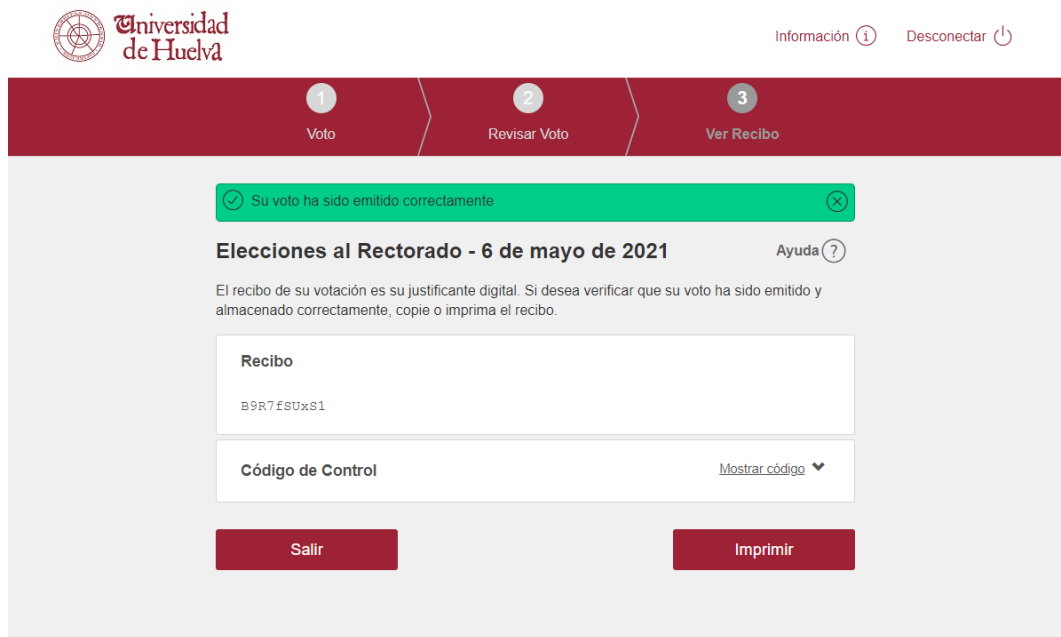 Universidad
de Huelva
Información i
Desconectar
1
Voto
2
Revisar Voto
3
Ver Recibo
Su voto ha sido emitido correctamente
Elecciones al Rectorado - 6 de mayo de 2021
Ayuda ?
El recibo de su votación es su justificante digital. Si desea verificar que su voto ha sido emitido y
almacenado correctamente, copie o imprima el recibo.
Recibo
B9R7fSUxS1
Código de Control
Mostrar código
Salir
Imprimir